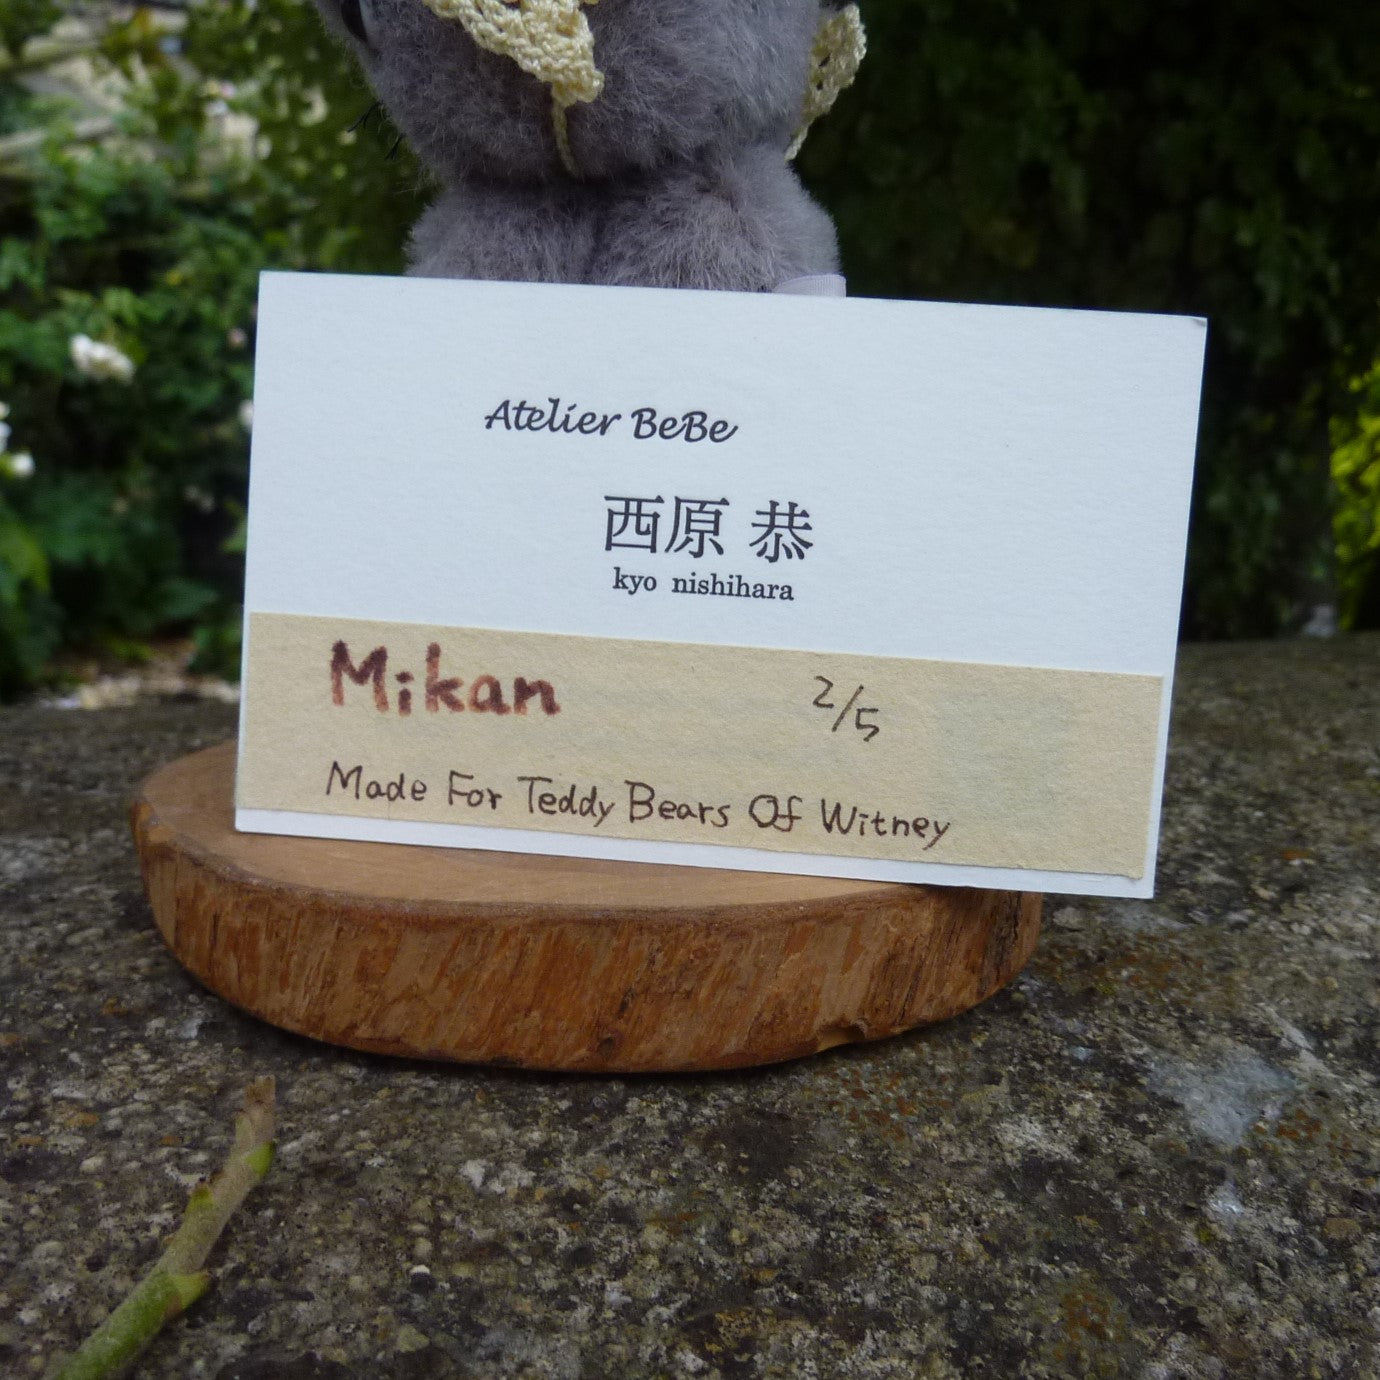 Atelier BeBe
西原 恭
kyo nishihara
Mikan 2/5
Made For Teddy Bears Of Witney